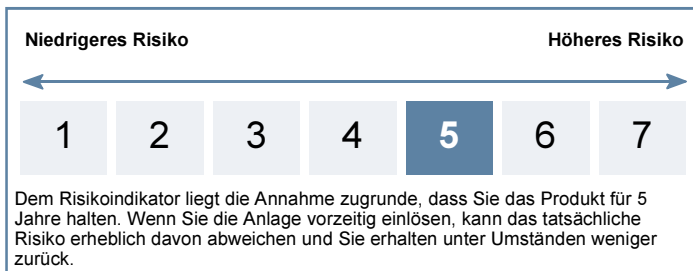 Niedrigeres Risiko Höheres Risiko
1 2 3 4 5 6 7
Dem Risikoindikator liegt die Annahme zugrunde, dass Sie das Produkt für 5
Jahre halten. Wenn Sie die Anlage vorzeitig einlösen, kann das tatsächliche
Risiko erheblich davon abweichen und Sie erhalten unter Umständen weniger
zurück.